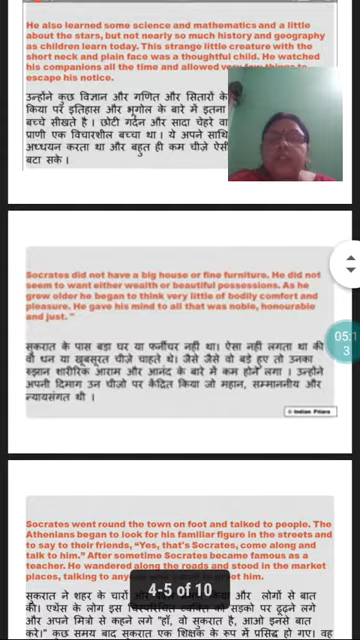 He also learned some science and mathematics and a little
about the stars, but not nearly so much history and geography
as children learn today. This strange little creature with the
short neck and plain face was a thoughtful child. He watched
his companions all the time and allowed very few things to
escape his notice.
उन्होंने कुछ विज्ञान और गणित और सितारों के
किया पर इतिहास और भूगोल के बारे में इतना
बच्चे सीखते है । छोटी गर्दन और सादा चेहरे वा
प्राणी एक विचारशील बच्चा था । ये अपने साथि
अध्ययन करता था और बहुत ही कम चीज़े ऐसी
बटा सके ।
Socrates did not have a big house or fine furniture. He did not
seem to want either wealth or beautiful possessions. As he
grew older he began to think very little of bodily comfort and
pleasure. He gave his mind to all that was noble, honourable
and just. "
सुकरात के पास बड़ा घर या फर्नीचर नहीं था। ऐसा नहीं लगता था की
वो धन या खूबसूरत चीज़े चाहते थे। जैसे जैसे वो बड़े हुए तो उनका
रुझान शारीरिक आराम और आनंद के बारे में कम होने लगा । उन्होंने
अपनी दिमाग उन चीजो पर केंद्रित किया जो महान, सम्माननीय और
न्यायसंगत थी ।
© Indian Pillars
05:1
3
Socrates went round the town on foot and talked to people. The
Athenians began to look for his familiar figure in the streets and
to say to their friends, "Yes, that's Socrates, come along and
talk to him." After sometime Socrates became famous as a
teacher. He wandered along the roads and stood in the market
places, talking to him.
4-5 of 10
सुकरात ने शहर के चारों और लोगों से बात
की। एथेंस के लोग इस व्यक्ति को सड़को पर ढूढ़ने लगे
और अपने मित्रो से कहने लगे "हाँ, वो सुकरात है, आओ इनसे बात
करे।" कुछ समय बाद सुकरात एक शिक्षक के रुप में प्रसिद्ध हो गए। वह